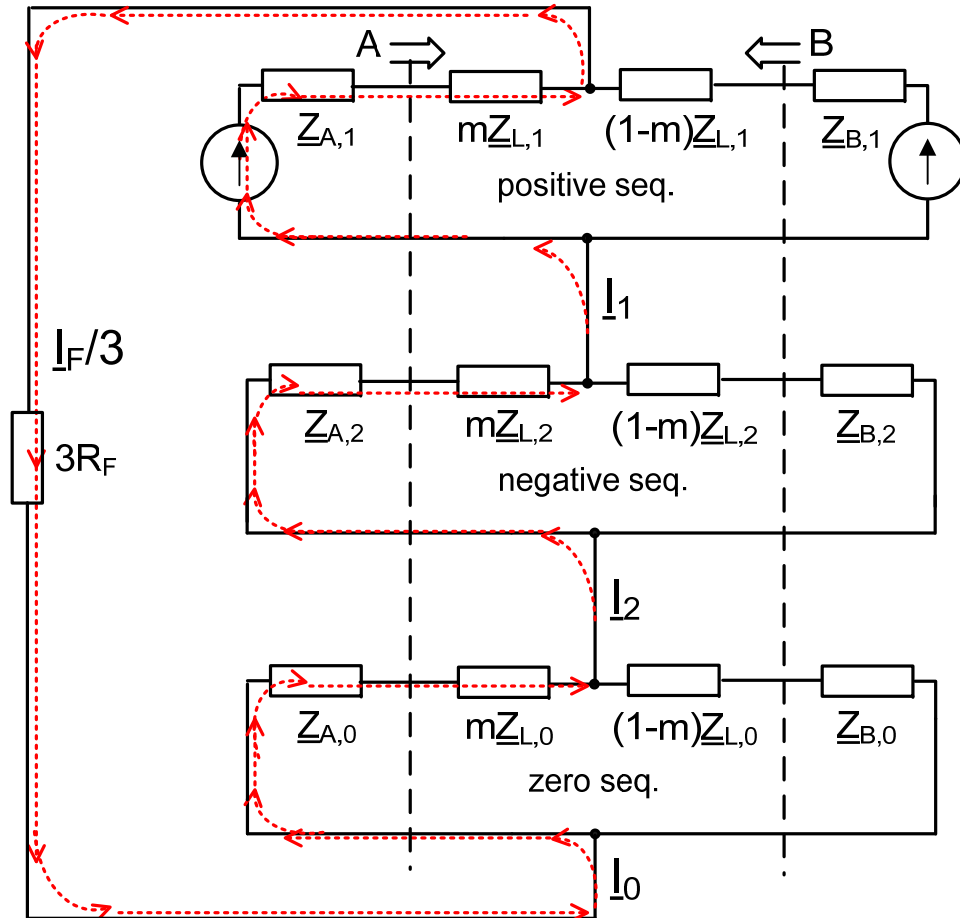 A
B
Z_A,1
mZ_L,1
(1-m)Z_L,1
Z_B,1
positive seq.
I_1
I_F/3
3R_F
Z_A,2
mZ_L,2
(1-m)Z_L,2
Z_B,2
negative seq.
I_2
Z_A,0
mZ_L,0
(1-m)Z_L,0
Z_B,0
zero seq.
I_0